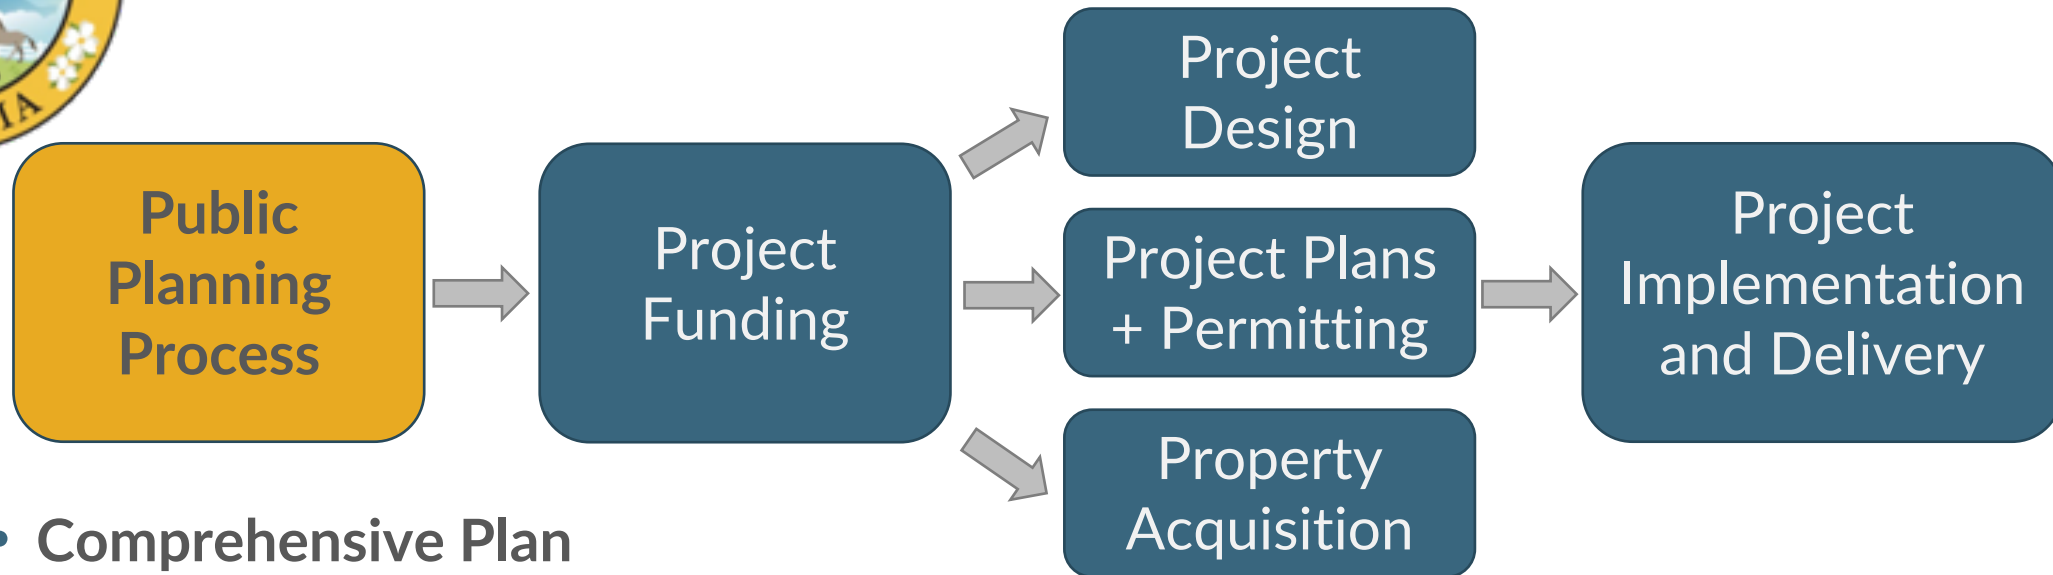 Public
Planning
Process
Project
Funding
Project
Design
Project Plans
+ Permitting
Property
Acquisition
Project
Implementation
and Delivery
• Comprehensive Plan